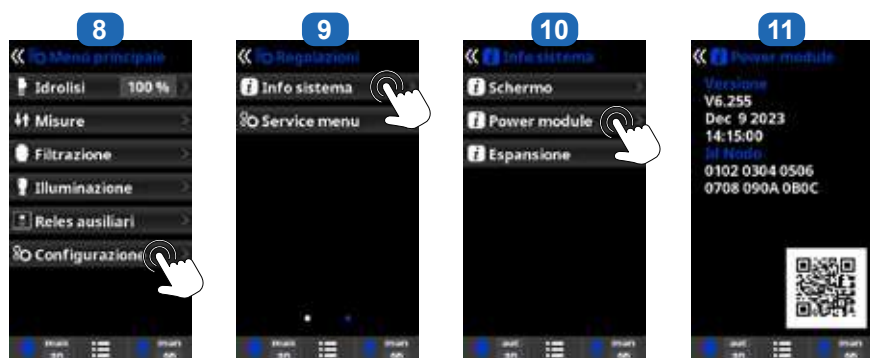 8
Menù principale
Idrolisi 100 %
Misure
Filtrazione
Illuminazione
Reles ausiliari
Configurazione
9
Regolazioni
Info sistema
Service menu
10
Info sistema
Schermo
Power module
Espansione
11
Power module
Versione
V6.255
Dec 9 2023
14:15:00
Id Nodo
0102 0304 0506
0708 090A 0B0C